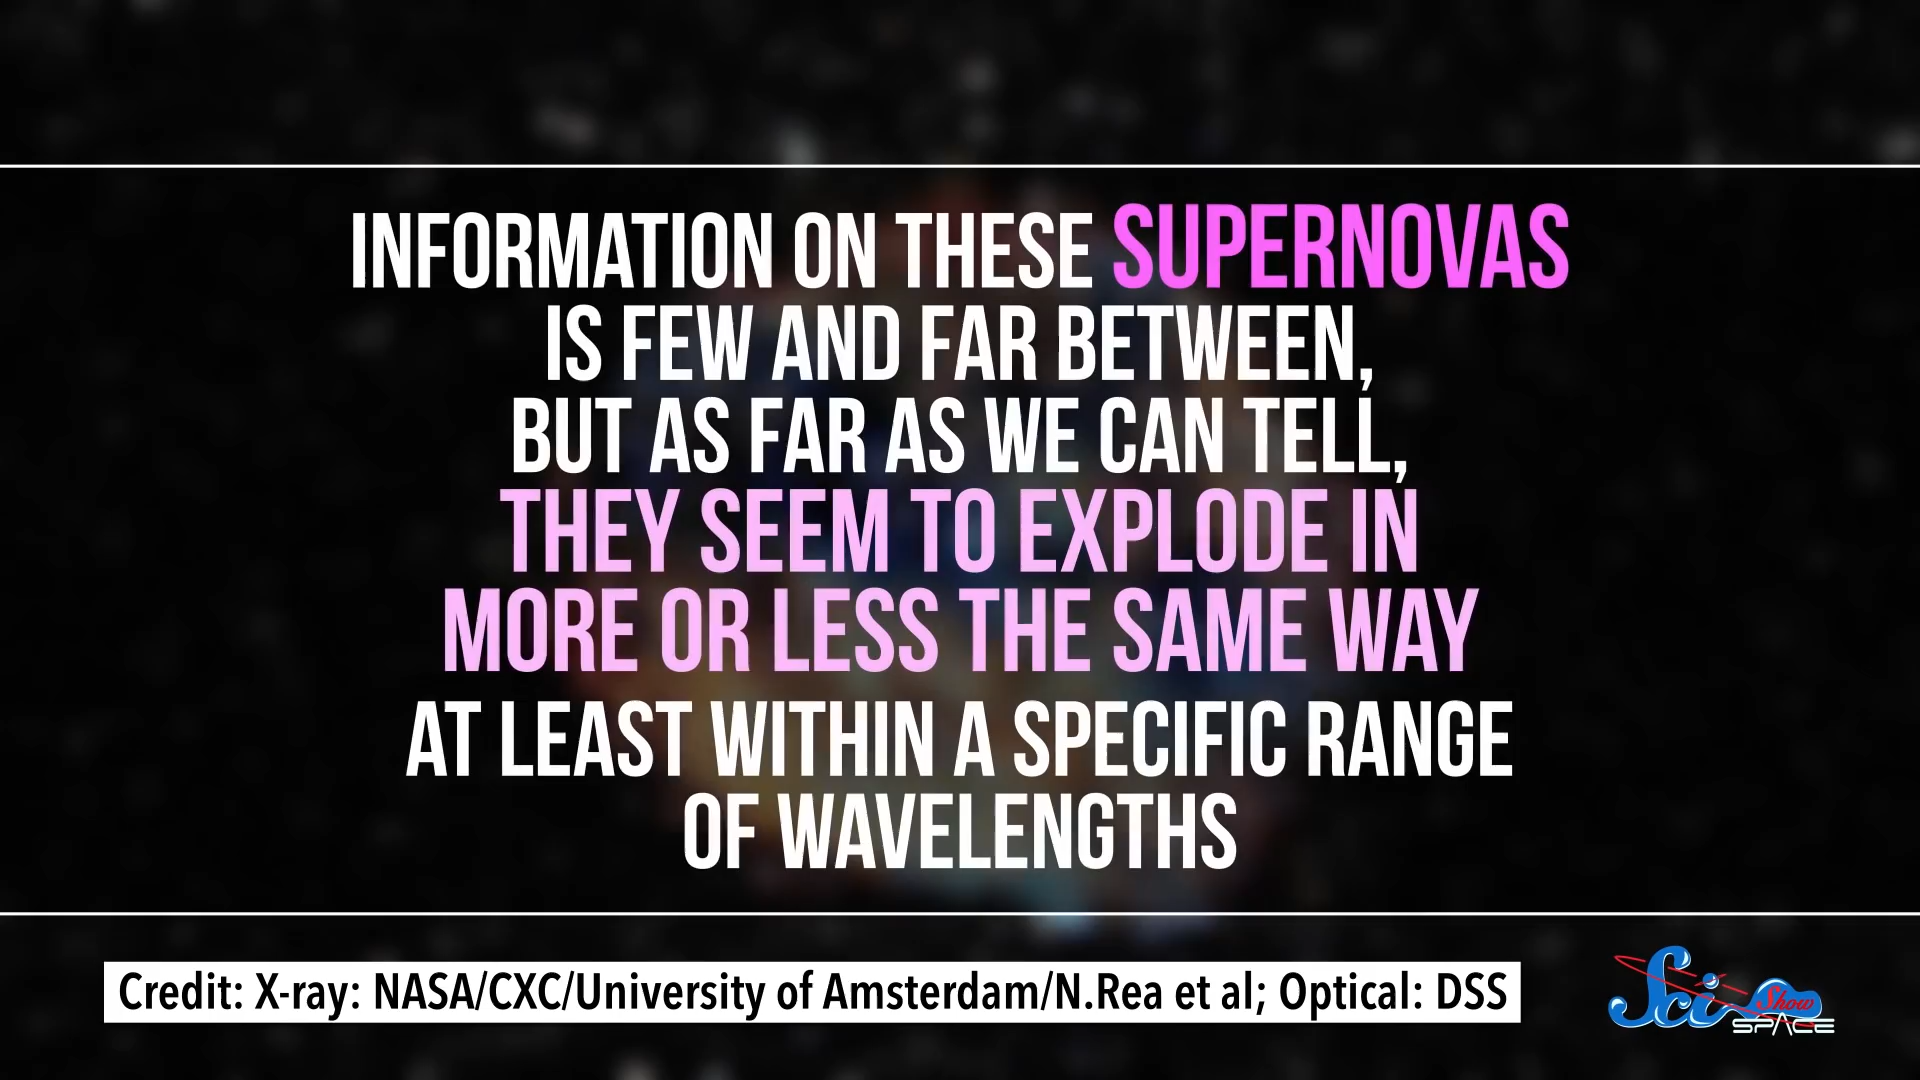 INFORMATION ON THESE SUPERNOVAS
IS FEW AND FAR BETWEEN,
BUT AS FAR AS WE CAN TELL,
THEY SEEM TO EXPLODE IN
MORE OR LESS THE SAME WAY
AT LEAST WITHIN A SPECIFIC RANGE
OF WAVELENGTHS
Credit: X-ray: NASA/CXC/University of Amsterdam/N.Rea et al; Optical: DSS
Sci Show
SPACE